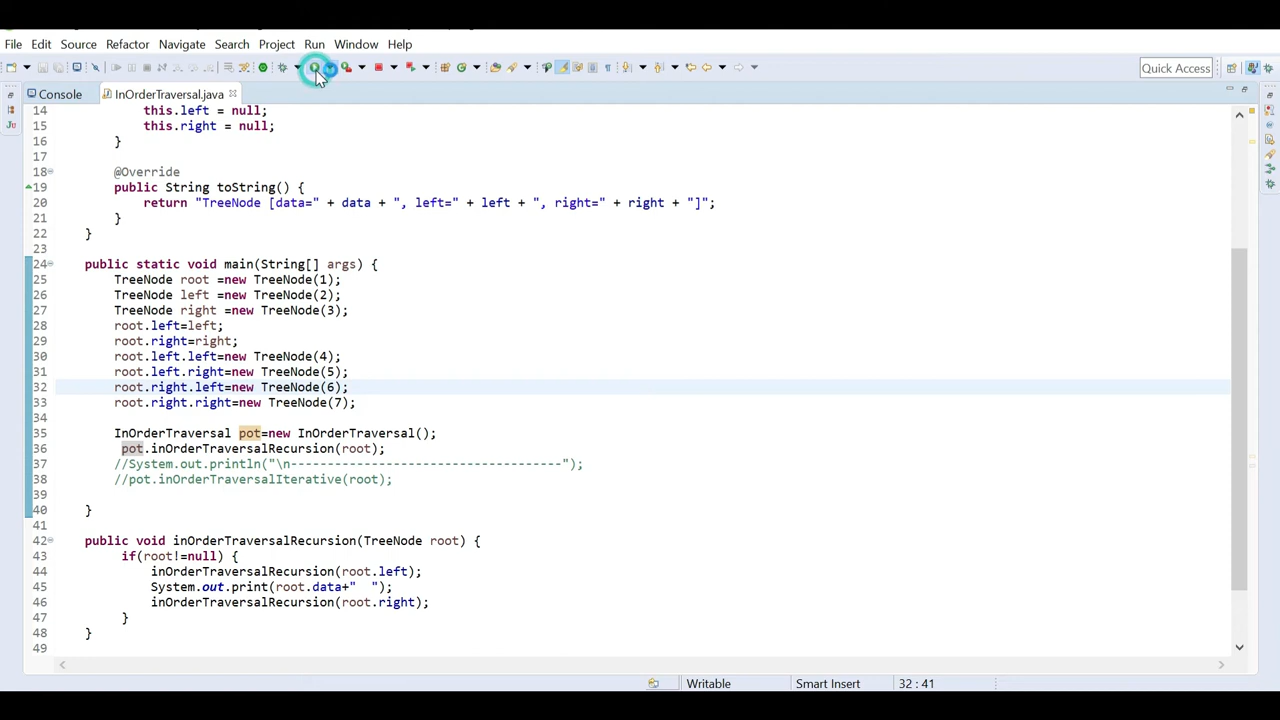 File Edit Source Refactor Navigate Search Project Run Window Help
Quick Access
Console InOrderTraversal.java
14 this.left = null;
15 this.right = null;
16 }
17
18 @Override
19 public String toString() {
20 return "TreeNode [data=" + data + ", left=" + left + ", right=" + right + "]";
21 }
22 }
23
24 public static void main(String[] args) {
25 TreeNode root =new TreeNode(1);
26 TreeNode left =new TreeNode(2);
27 TreeNode right =new TreeNode(3);
28 root.left=left;
29 root.right=right;
30 root.left.left=new TreeNode(4);
31 root.left.right=new TreeNode(5);
32 root.right.left=new TreeNode(6);
33 root.right.right=new TreeNode(7);
34
35 InOrderTraversal pot=new InOrderTraversal();
36 pot.inOrderTraversalRecursion(root);
37 //System.out.println("\n-------------------------------------");
38 //pot.inOrderTraversalIterative(root);
39
40 }
41
42 public void inOrderTraversalRecursion(TreeNode root) {
43 if(root!=null) {
44 inOrderTraversalRecursion(root.left);
45 System.out.print(root.data+"  ");
46 inOrderTraversalRecursion(root.right);
47 }
48 }
49
Writable Smart Insert 32 : 41